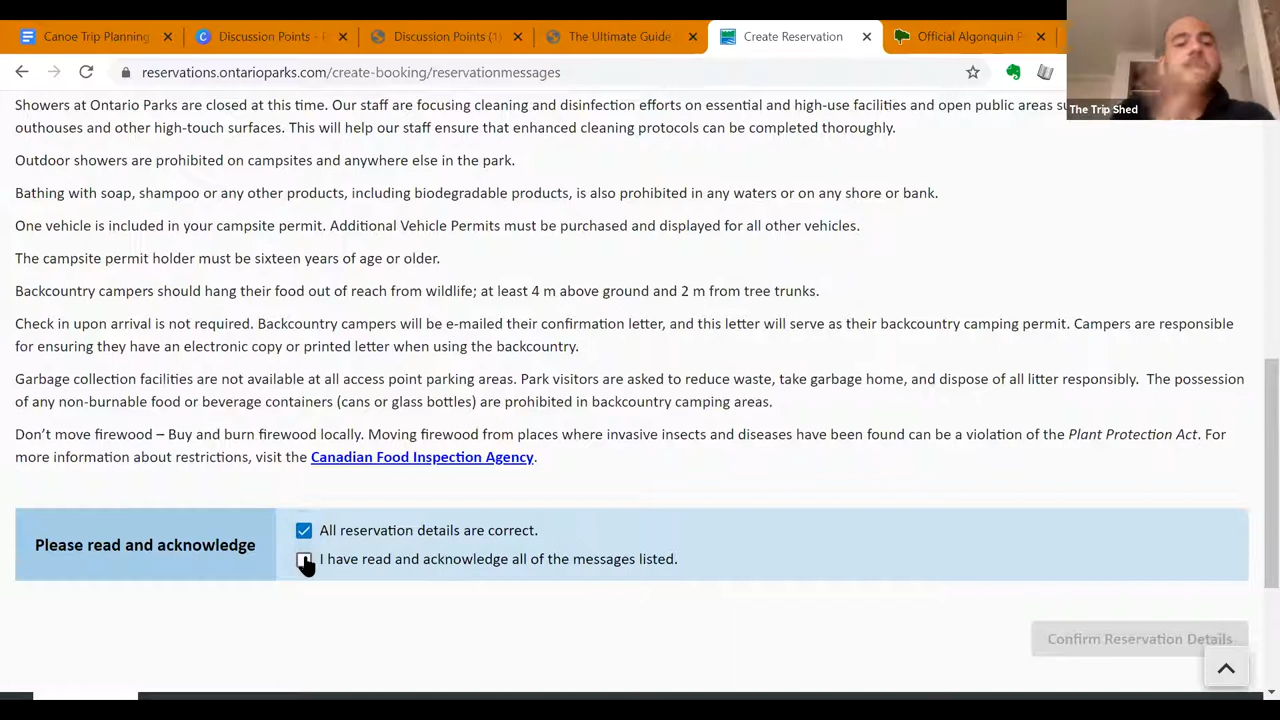 Canoe Trip Planning
Discussion Points -
Discussion Points (1)
The Ultimate Guide
Create Reservation
Official Algonquin
reservations.ontarioparks.com/create-booking/reservationmessages
The Trip Shed
Showers at Ontario Parks are closed at this time. Our staff are focusing cleaning and disinfection efforts on essential and high-use facilities and open public areas
outhouses and other high-touch surfaces. This will help our staff ensure that enhanced cleaning protocols can be completed thoroughly.
Outdoor showers are prohibited on campsites and anywhere else in the park.
Bathing with soap, shampoo or any other products, including biodegradable products, is also prohibited in any waters or on any shore or bank.
One vehicle is included in your campsite permit. Additional Vehicle Permits must be purchased and displayed for all other vehicles.
The campsite permit holder must be sixteen years of age or older.
Backcountry campers should hang their food out of reach from wildlife; at least 4 m above ground and 2 m from tree trunks.
Check in upon arrival is not required. Backcountry campers will be e-mailed their confirmation letter, and this letter will serve as their backcountry camping permit. Campers are responsible
for ensuring they have an electronic copy or printed letter when using the backcountry.
Garbage collection facilities are not available at all access point parking areas. Park visitors are asked to reduce waste, take garbage home, and dispose of all litter responsibly. The possession
of any non-burnable food or beverage containers (cans or glass bottles) are prohibited in backcountry camping areas.
Don't move firewood – Buy and burn firewood locally. Moving firewood from places where invasive insects and diseases have been found can be a violation of the Plant Protection Act. For
more information about restrictions, visit the Canadian Food Inspection Agency.
Please read and acknowledge
All reservation details are correct.
I have read and acknowledge all of the messages listed.
Confirm Reservation Details